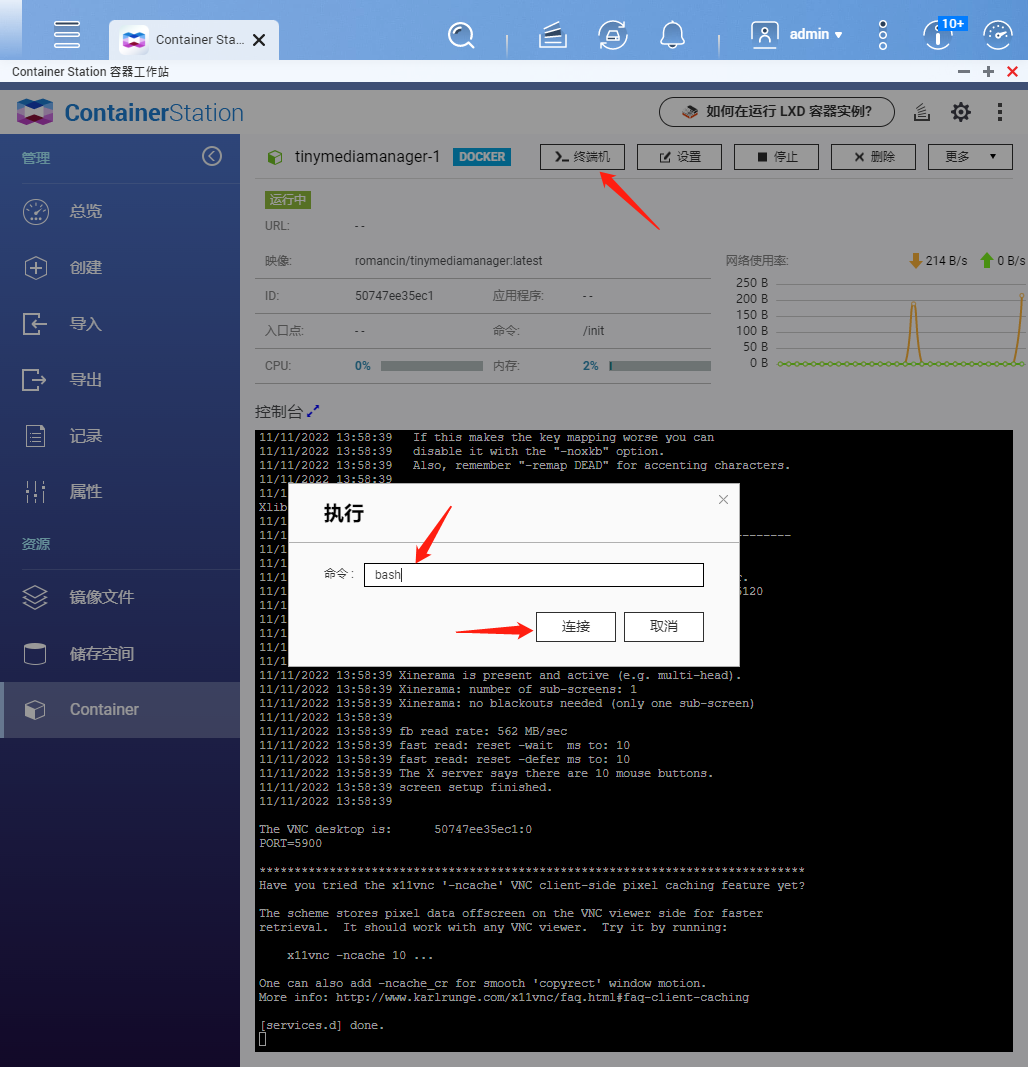 Container Sta...
admin
10+
Container Station 容器工作站
ContainerStation
如何在运行 LXD 容器实例?
管理
总览
创建
导入
导出
记录
属性
资源
镜像文件
储存空间
Container
tinymediamanager-1 DOCKER
终端机
设置
停止
删除
更多
运行中
URL: - -
映像: romancin/tinymediamanager:latest
ID: 50747ee35ec1 应用程序: - -
入口点: - - 命令: /init
CPU: 0% 内存: 2%
网络使用率: 214 B/s 0 B/s
250 B
200 B
150 B
100 B
50 B
0 B
控制台
11/11/2022 13:58:39 If this makes the key mapping worse you can
11/11/2022 13:58:39 disable it with the "-noxkb" option.
11/11/2022 13:58:39 Also, remember "-remap DEAD" for accenting characters.
11/11/2022 13:58:39
11/1
Xlib
11/1
11/1
11/1
11/1
11/1
6120
11/1
11/1
11/1
11/1
11/1
执行
命令 : bash
连接
取消
11/11/2022 13:58:39 Xinerama is present and active (e.g. multi-head).
11/11/2022 13:58:39 Xinerama: number of sub-screens: 1
11/11/2022 13:58:39 Xinerama: no blackouts needed (only one sub-screen)
11/11/2022 13:58:39
11/11/2022 13:58:39 fb read rate: 562 MB/sec
11/11/2022 13:58:39 fast read: reset -wait ms to: 10
11/11/2022 13:58:39 fast read: reset -defer ms to: 10
11/11/2022 13:58:39 The X server says there are 10 mouse buttons.
11/11/2022 13:58:39 screen setup finished.
11/11/2022 13:58:39
The VNC desktop is: 50747ee35ec1:0
PORT=5900
******************************************************************************
Have you tried the x11vnc '-ncache' VNC client-side pixel caching feature yet?
The scheme stores pixel data offscreen on the VNC viewer side for faster
retrieval. It should work with any VNC viewer. Try it by running:
x11vnc -ncache 10 ...
One can also add -ncache_cr for smooth 'copyrect' window motion.
More info: http://www.karlrunge.com/x11vnc/faq.html#faq-client-caching
[services.d] done.